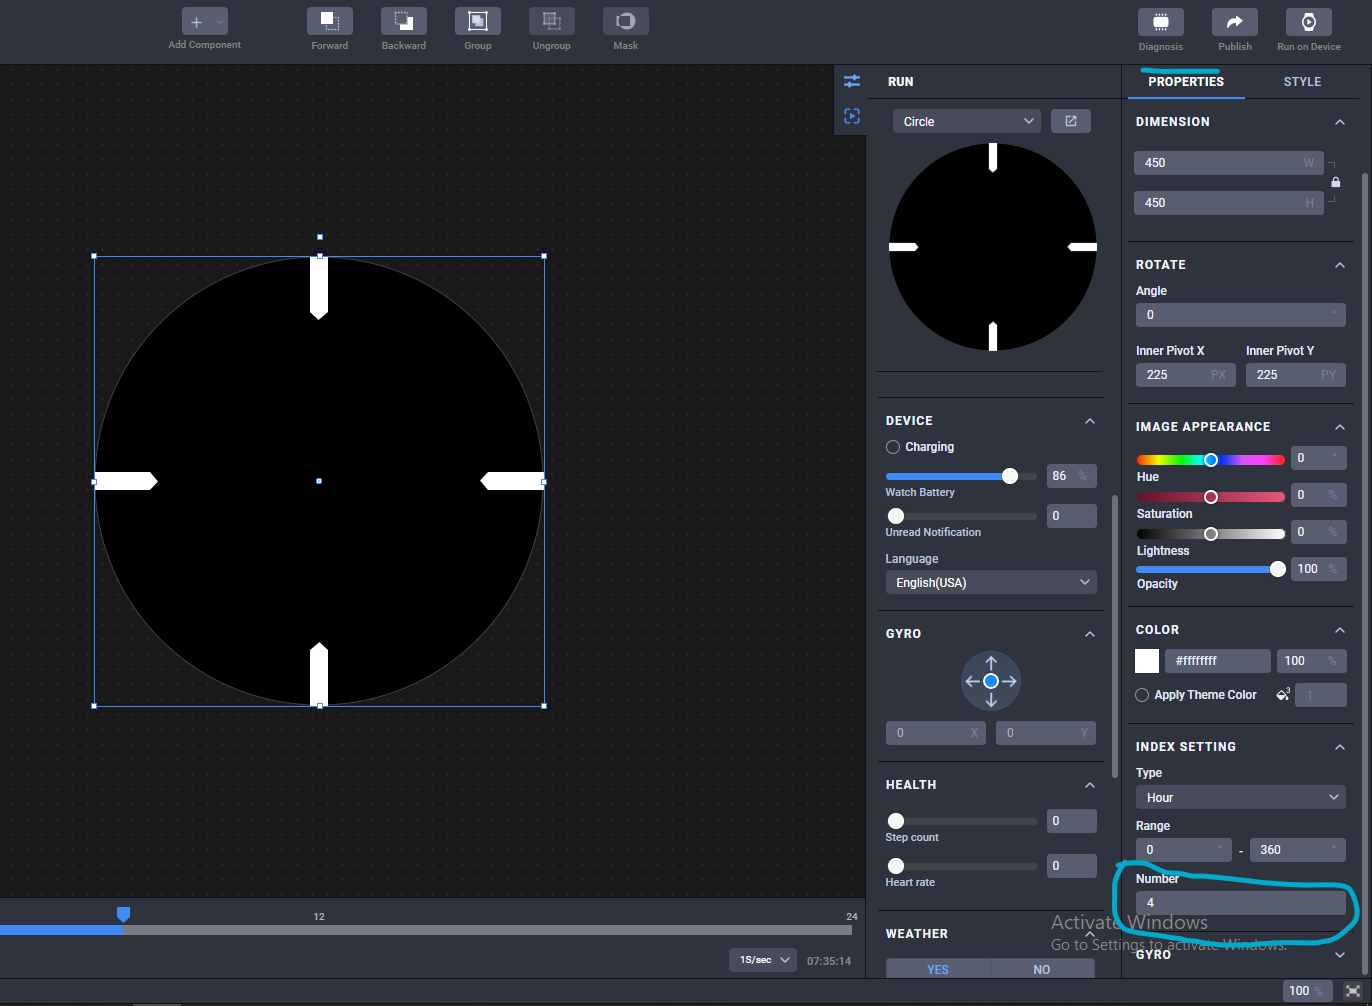 Add Component
Forward
Backward
Group
Ungroup
Mask
Diagnosis
Publish
Run on Device
RUN
Circle
DEVICE
Charging
86 %
Watch Battery
0
Unread Notification
Language
English(USA)
GYRO
0 X
0 Y
HEALTH
0
Step count
0
Heart rate
WEATHER
YES
NO
PROPERTIES
STYLE
DIMENSION
450 W
450 H
ROTATE
Angle
0 °
Inner Pivot X
Inner Pivot Y
225 PX
225 PY
IMAGE APPEARANCE
0 °
Hue
0 %
Saturation
0 %
Lightness
100 %
Opacity
COLOR
#ffffffff
100 %
Apply Theme Color
3
1
INDEX SETTING
Type
Hour
Range
0 ° - 360 °
Number
4
Activate Windows
Go to Settings to activate Windows.
GYRO
12
24
1S/sec
07:35:14
100 %